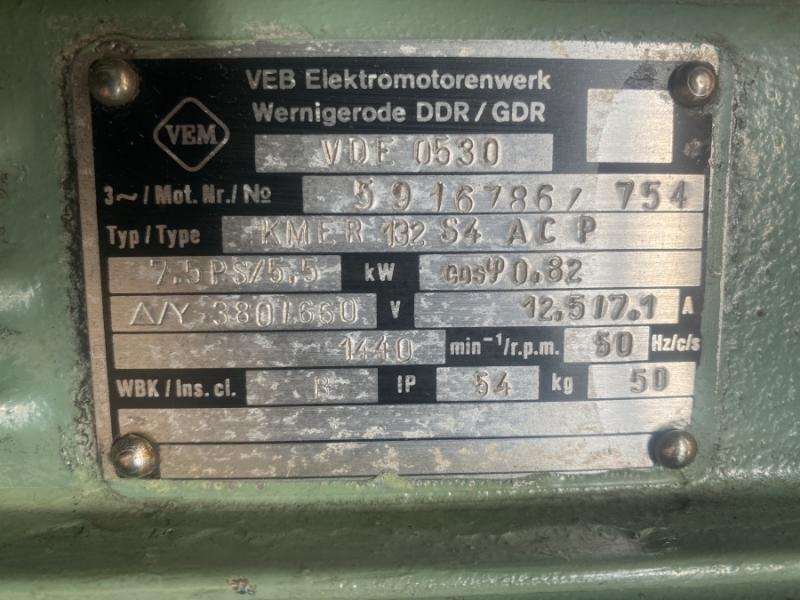 VEB Elektromotorenwerk
Wernigerode DDR/GDR
VEM
VDE 0530
3~/Mot. Nr./№ 5916786/ 754
Typ/Type KMER 132 S4 AC P
7.5PS/5.5 kW cosφ 0.82
Δ/Y 380/660 V 12.5/7.1 A
1440 min⁻¹/r.p.m. 50 Hz/c/s
WBK/Ins. cl. IP 54 kg 50